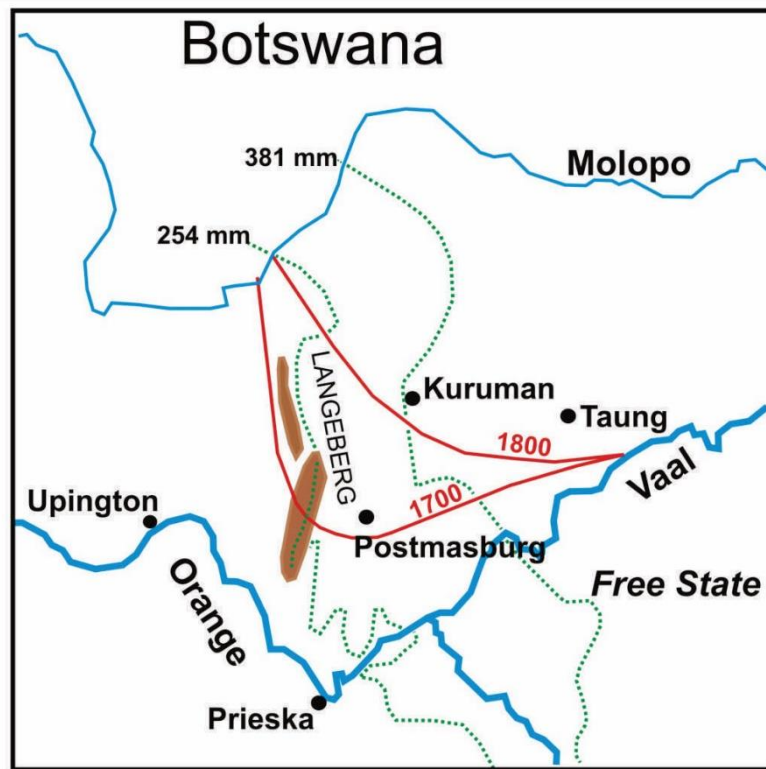 Botswana
381 mm
Molopo
254 mm
LANGEBERG
Kuruman
Taung
1800
Vaal
1700
Upington
Postmasburg
Orange
Free State
Prieska